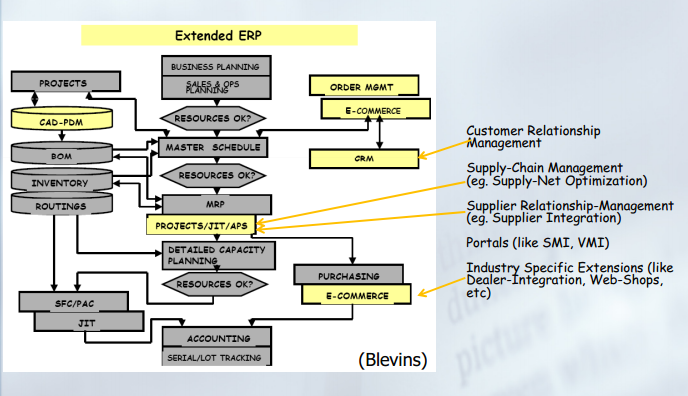 Extended ERP
BUSINESS PLANNING
SALES & OPS
PLANNING
PROJECTS
ORDER MGMT
E-COMMERCE
CAD-PDM
RESOURCES OK?
BOM
MASTER SCHEDULE
CRM
Customer Relationship
Management
RESOURCES OK?
Supply-Chain Management
(eg. Supply-Net Optimization)
INVENTORY
ROUTINGS
MRP
PROJECTS/JIT/APS
Supplier Relationship-Management
(eg. Supplier Integration)
Portals (like SMI, VMI)
DETAILED CAPACITY
PLANNING
PURCHASING
E-COMMERCE
Industry Specific Extensions (like
Dealer-Integration, Web-Shops,
etc)
RESOURCES OK?
SFC/PAC
JIT
ACCOUNTING
SERIAL/LOT TRACKING
(Blevins)
picture